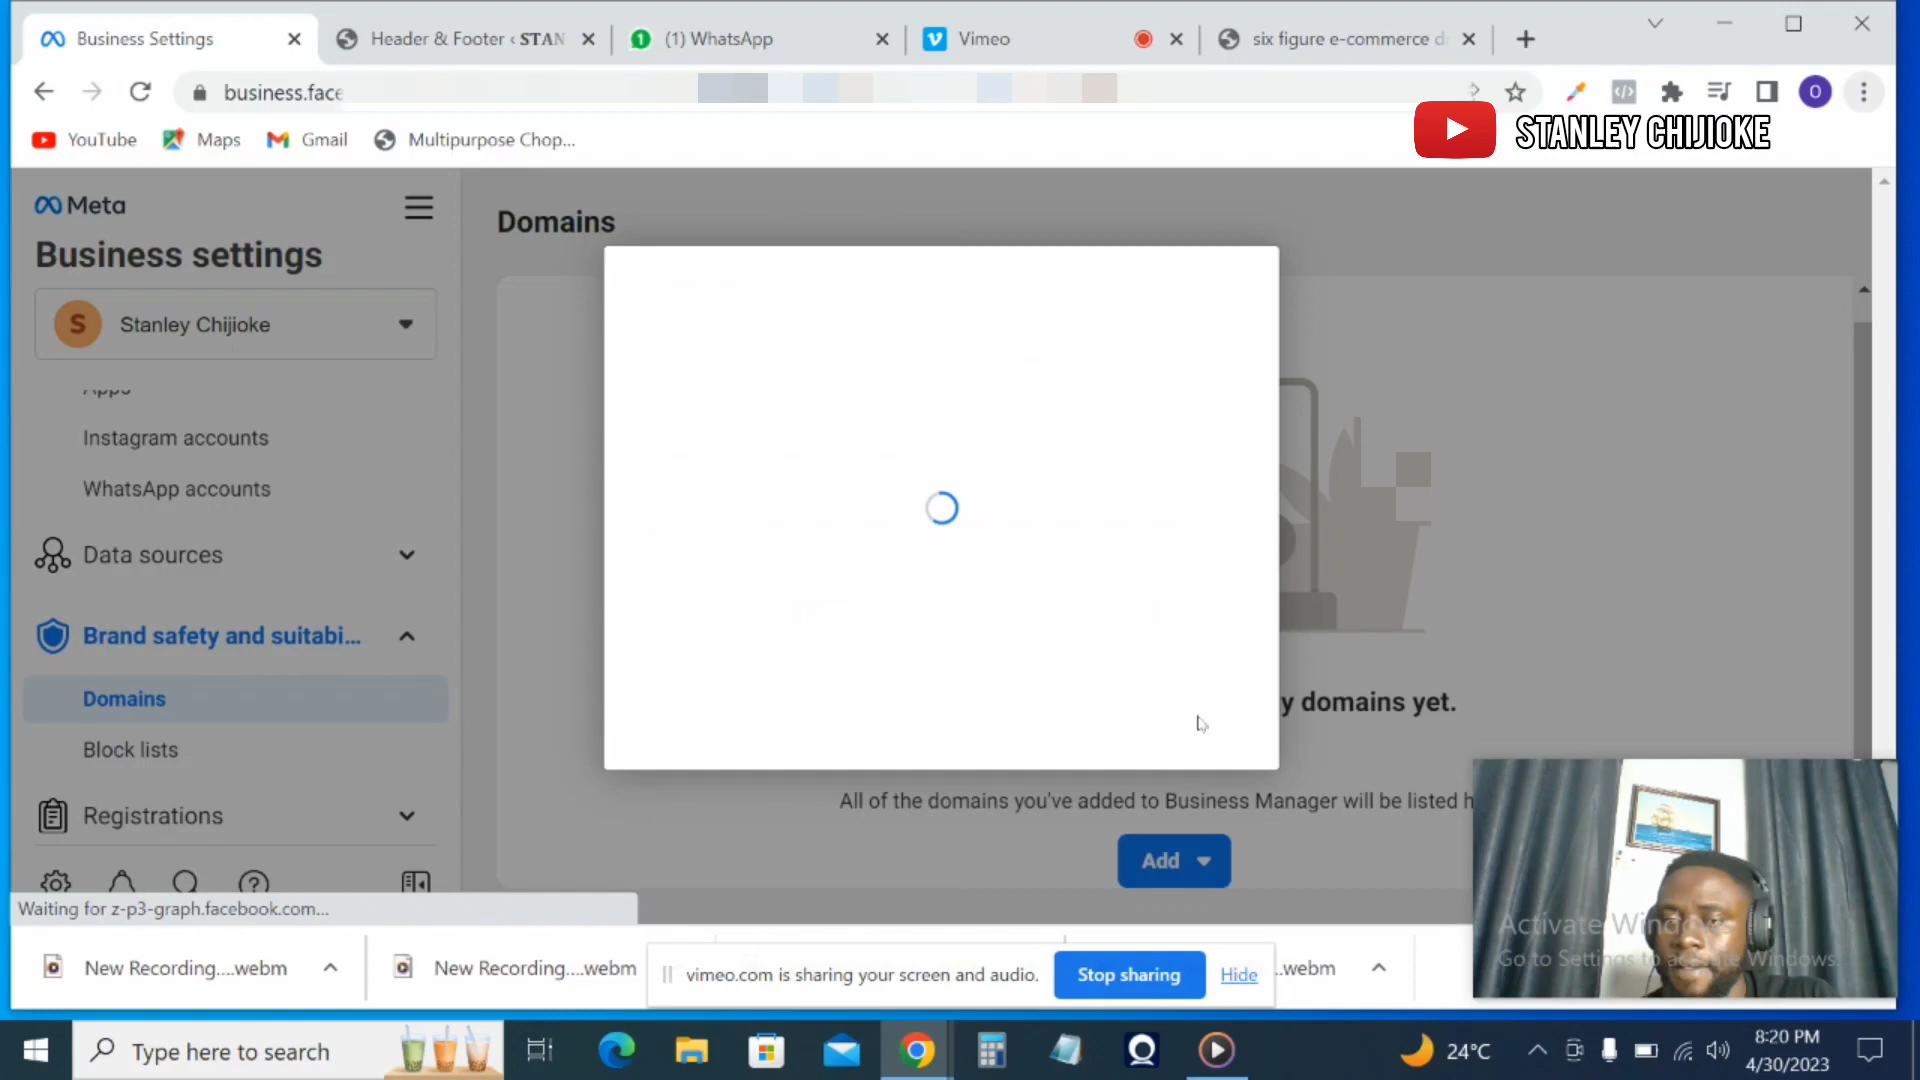 Business Settings
Header & Footer ‹ STAN
1
(1) WhatsApp
Vimeo
six figure e-commerce d
business.face
O
YouTube
Maps
Gmail
Multipurpose Chop...
STANLEY CHIJIOKE
Meta
Business settings
S
Stanley Chijioke
Apps
Instagram accounts
WhatsApp accounts
Data sources
Brand safety and suitabi...
Domains
Block lists
Registrations
Domains
y domains yet.
All of the domains you've added to Business Manager will be listed h
Add
Waiting for z-p3-graph.facebook.com...
New Recording....webm
New Recording....webm
vimeo.com is sharing your screen and audio.
Stop sharing
Hide
..webm
Activate Windows
Go to Settings to activate Windows.
Type here to search
24°C
8:20 PM
4/30/2023